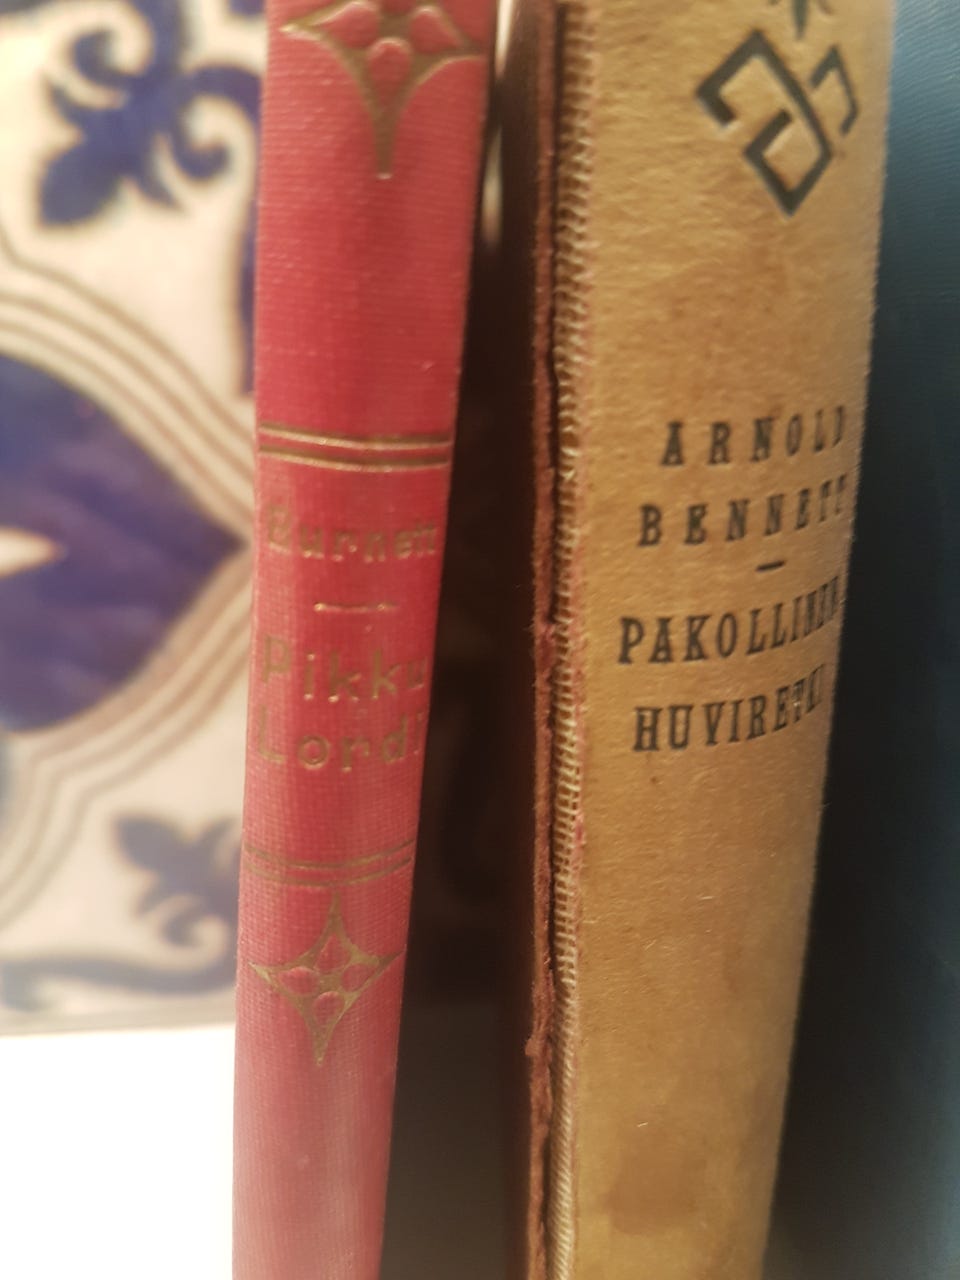 Burnett
Pikku
Lordi
ARNOLD
BENNETT
PAKOLLINEN
HUVIRETKI